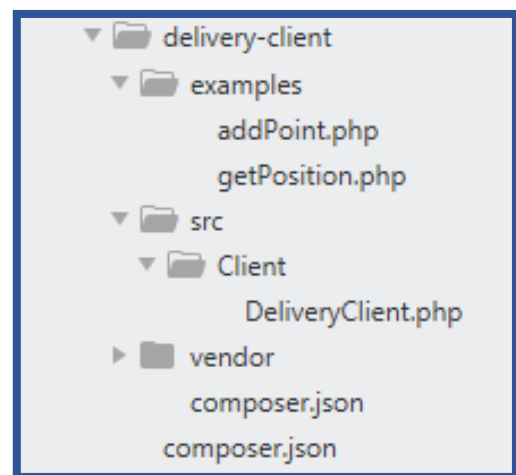 delivery-client
examples
addPoint.php
getPosition.php
src
Client
DeliveryClient.php
vendor
composer.json
composer.json